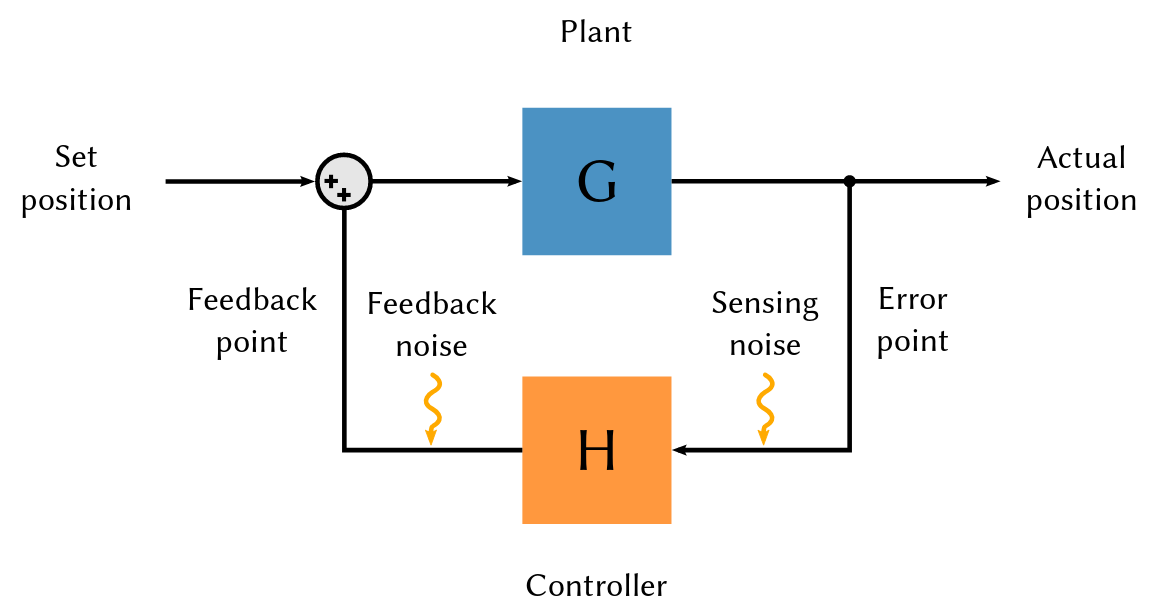 Plant
Set
position
+
+
G
Actual
position
Feedback
point
Feedback
noise
Sensing
noise
Error
point
H
Controller